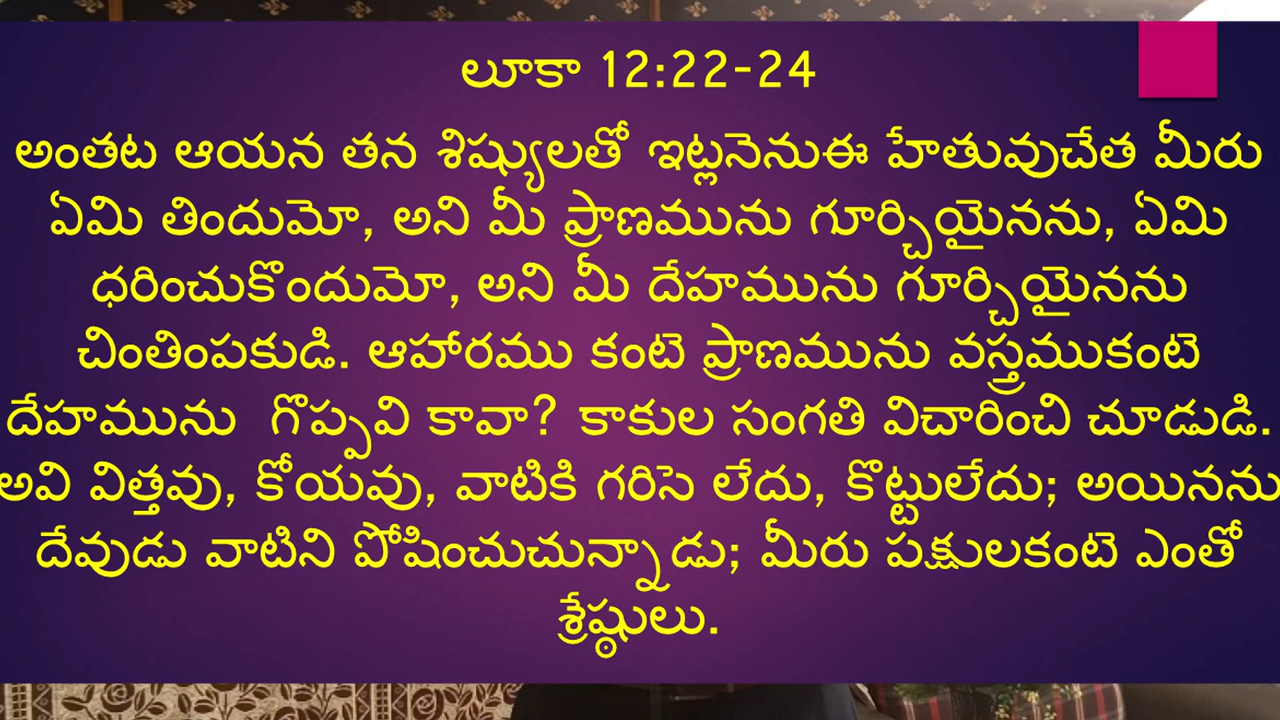 లూకా 12:22-24
అంతట ఆయన తన శిష్యులతో ఇట్లనెనుఈ హేతువుచేత మీరు
ఏమి తిందుమో, అని మీ ప్రాణమును గూర్చియైనను, ఏమి
ధరించుకొందుమో, అని మీ దేహమును గూర్చియైనను
చింతింపకుడి. ఆహారము కంటె ప్రాణమును వస్త్రముకంటె
దేహమును గొప్పవి కావా? కాకుల సంగతి విచారించి చూడుడి.
అవి విత్తవు, కోయవు, వాటికి గరిసె లేదు, కొట్టులేదు; అయినను
దేవుడు వాటిని పోషించుచున్నాడు; మీరు పక్షులకంటె ఎంతో
శ్రేష్ఠులు.